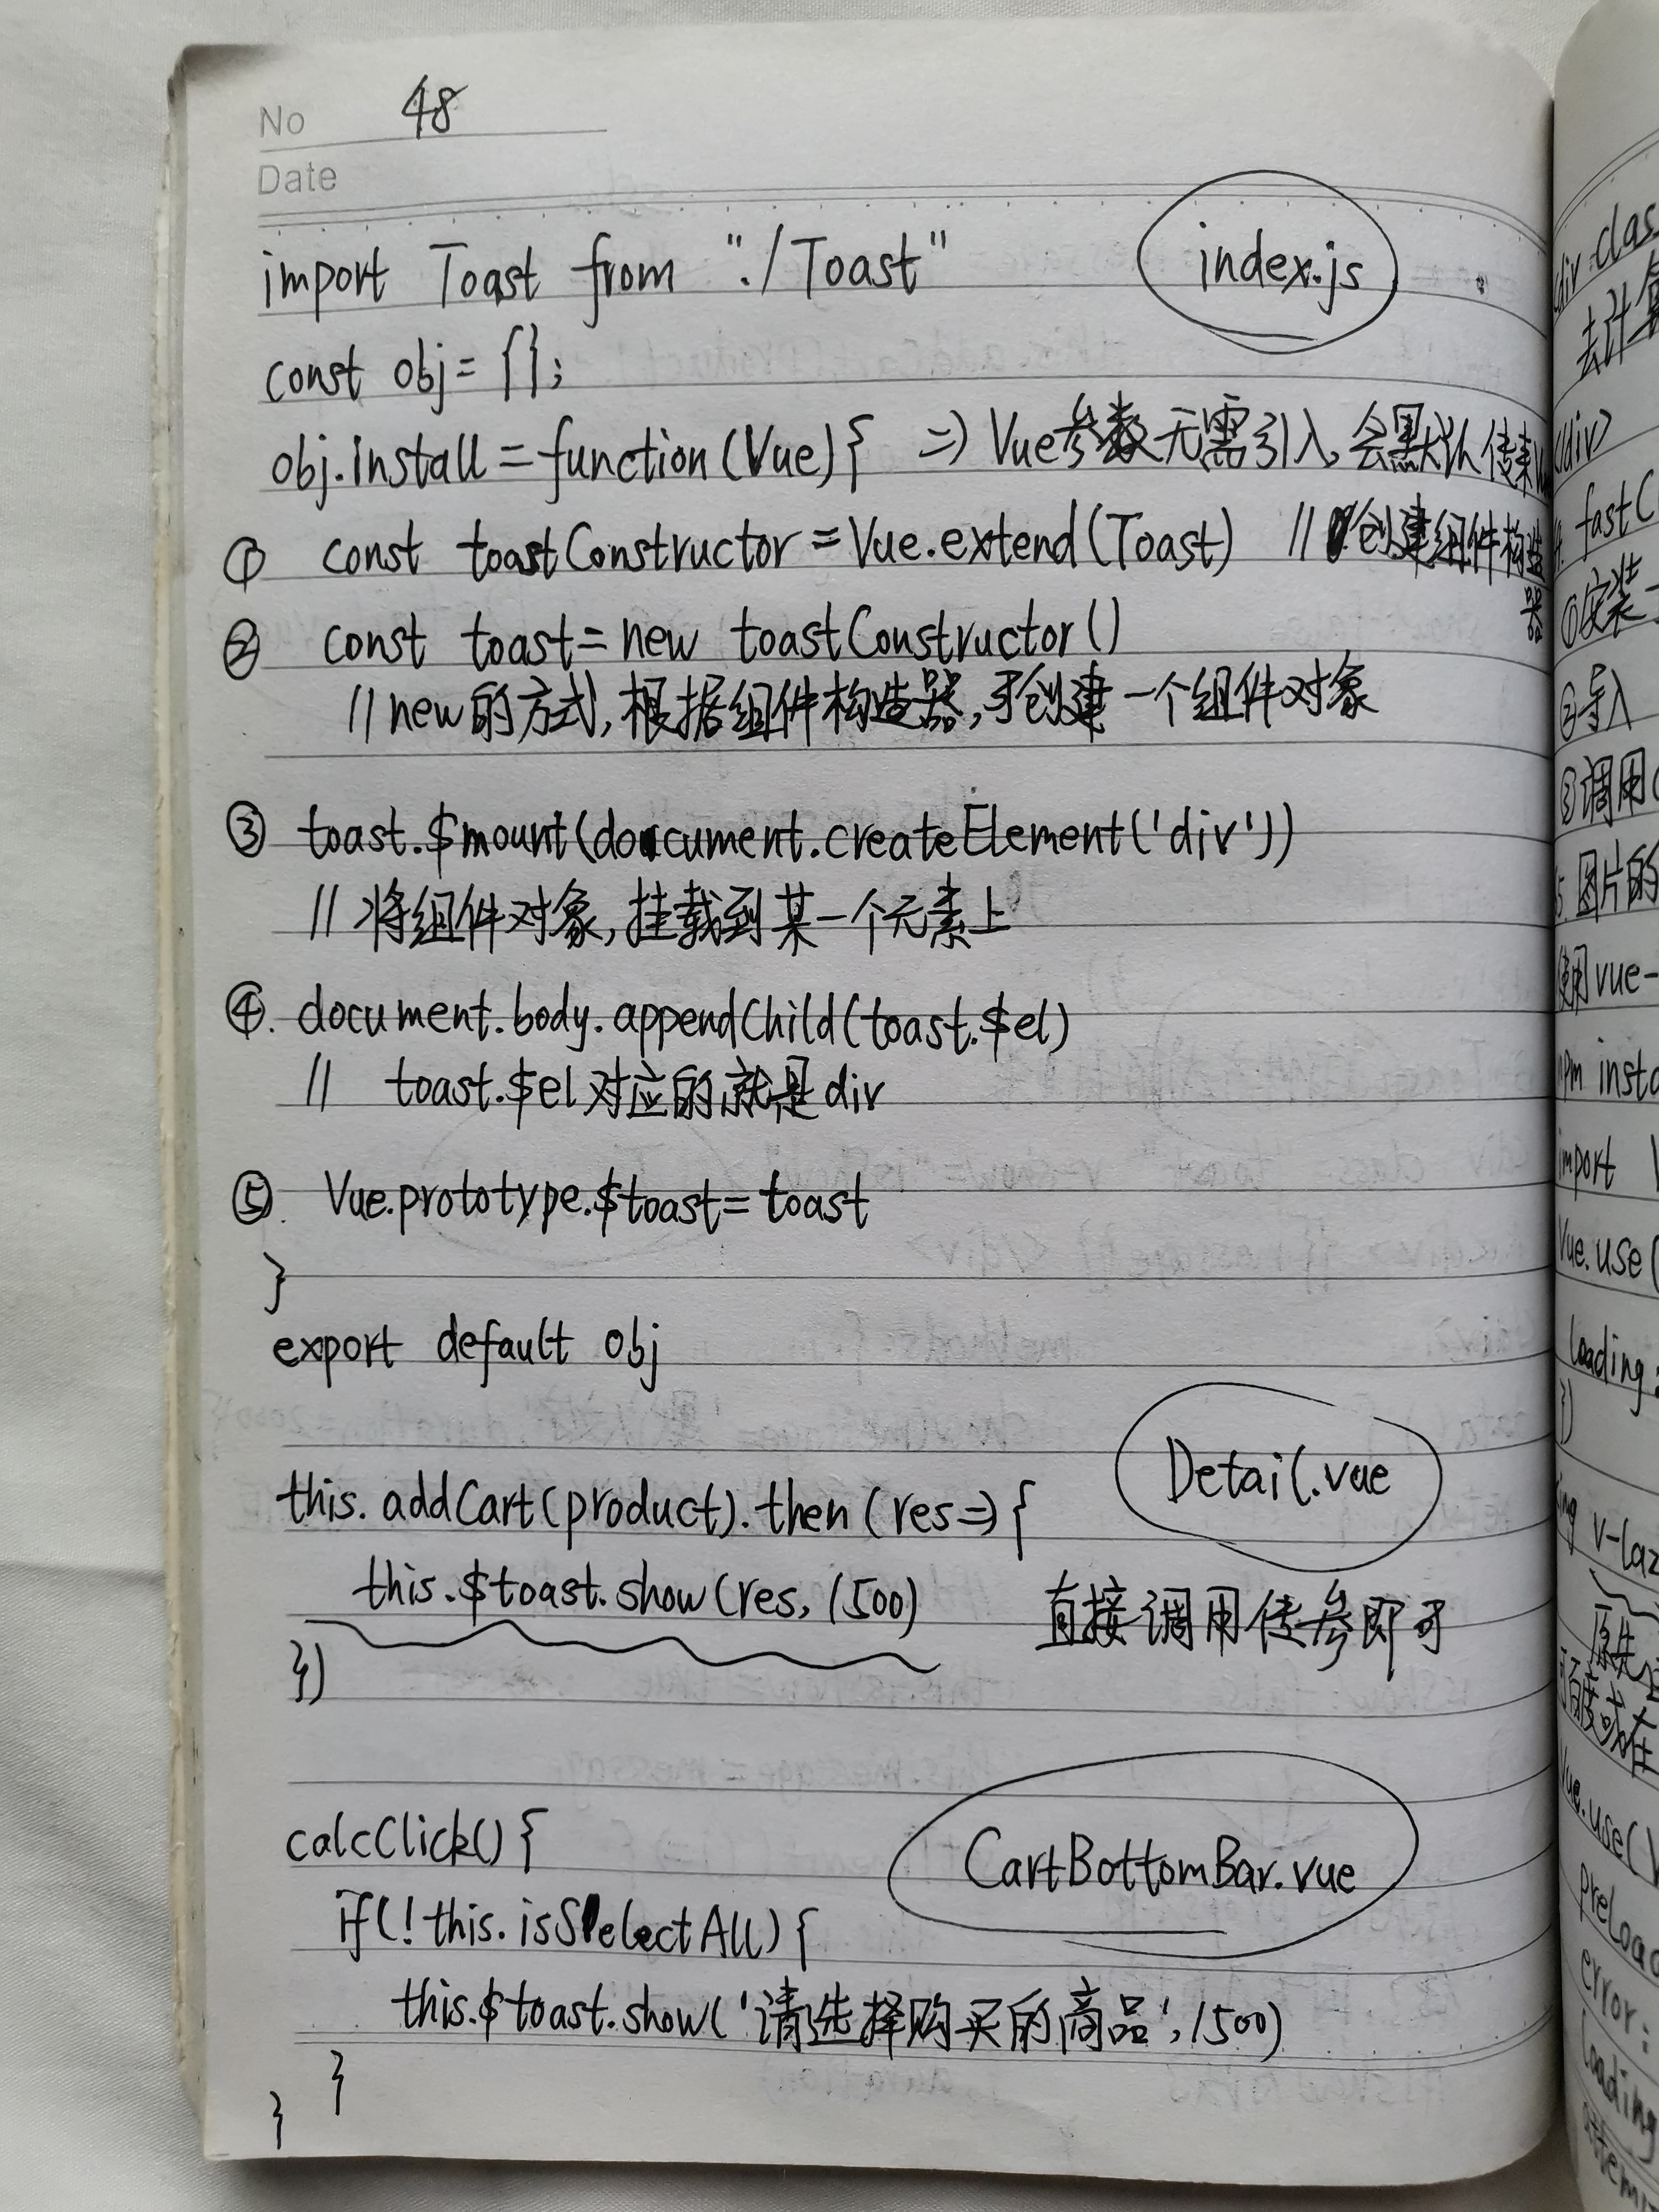 No 48
Date
import Toast from "./Toast"
index.js
const obj = {};
obj.install = function(Vue){ => Vue参数无需引入,会默认传来
① const toastConstructor = Vue.extend(Toast) // 创建组件构造
器
② const toast = new toastConstructor()
// new的方式,根据组件构造器,可创建一个组件对象
③ toast.$mount(document.createElement('div'))
// 将组件对象,挂载到某一个元素上
④. document.body.appendChild(toast.$el)
// toast.$el对应的就是div
⑤. Vue.prototype.$toast = toast
}
export default obj
Detail.vue
this.addCart(product).then(res=>{
this.$toast.show(res, 1500) 直接调用传参即可
})
calcClick(){
CartBottomBar.vue
if(!this.isSelectAll){
this.$toast.show('请选择购买的商品',1500)
}
}
去计算
div>
fastC
①安装
②导入
③调用
图片的
使用vue-
npm insta
import V
Vue.use(
loading:
})
img v-laz
原先
百度或在
Vue.use(V
preLoad
error:
loading
attem